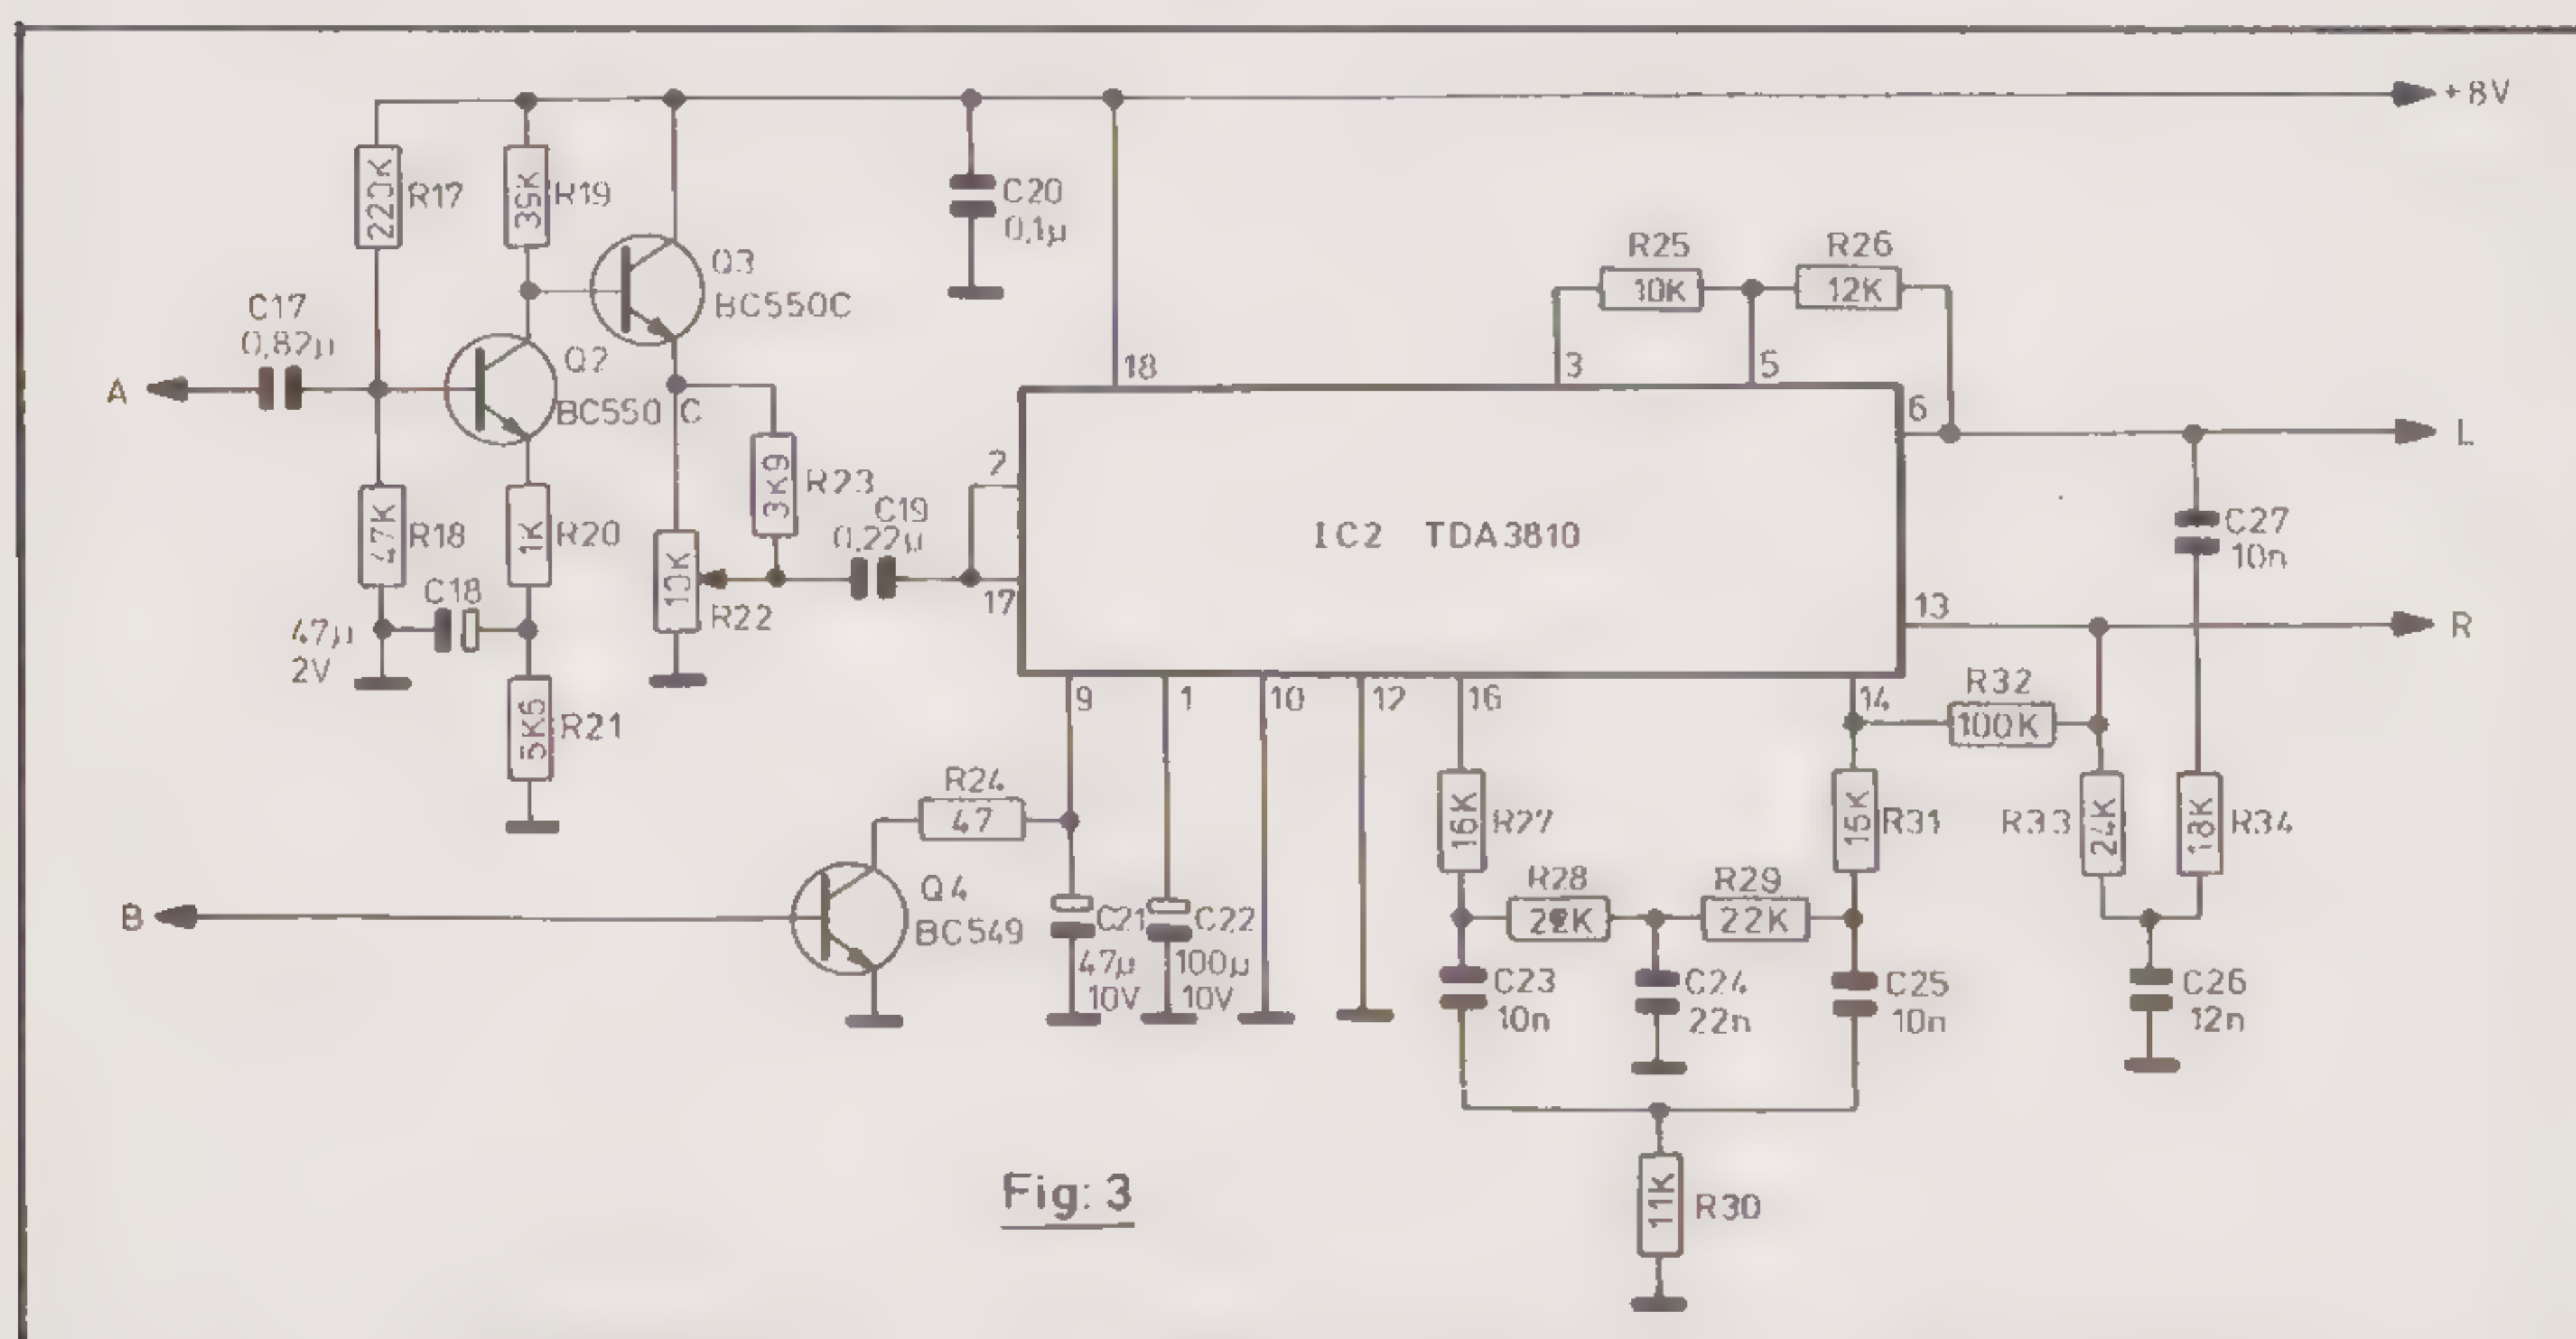 +8V
220K
R17
R19
C20
0,1µ
Q3
BC550C
R25
10K
R26
12K
C17
0,82µ
A
Q2
BC550 C
18
3
5
6
L
2
3K9
R23
C19
0,22µ
47K
R18
1K
R20
10K
R22
17
IC2 TDA3810
C27
10n
13
R
C18
47µ
2V
5K6
R21
9
1
10
12
16
14
R32
100K
R24
47
16K
R27
15K
R31
R33
24K
18K
R34
B
Q4
BC549
C21
47µ
10V
C22
100µ
10V
R28
22K
R29
22K
C23
10n
C24
22n
C25
10n
C26
12n
Fig: 3
11K
R30